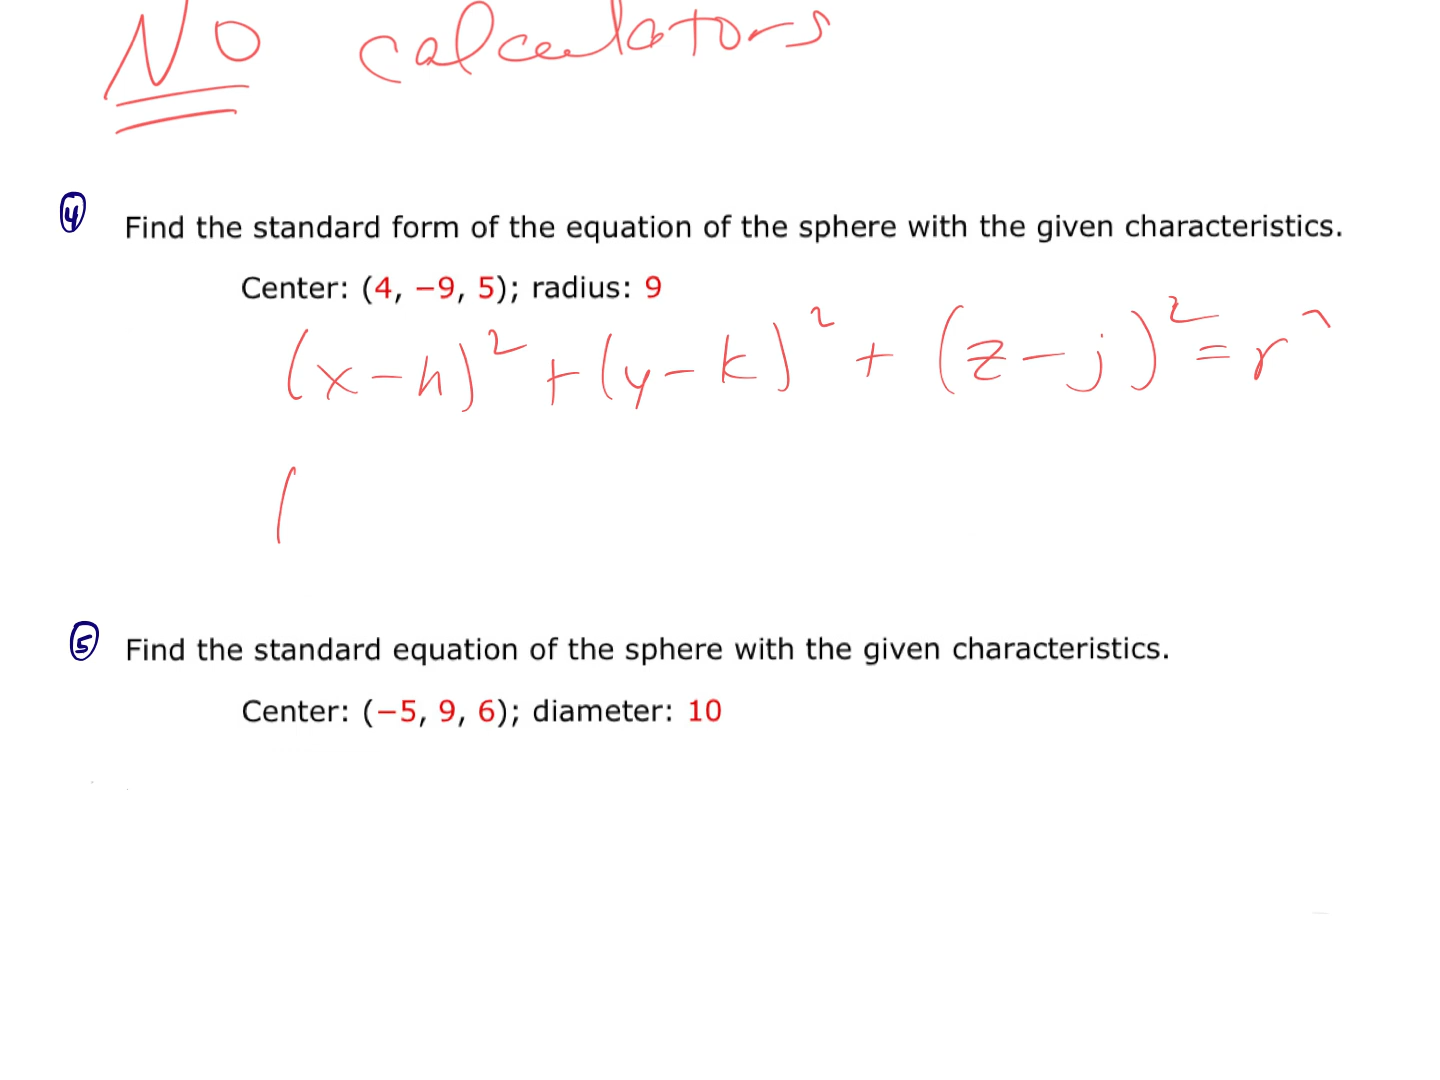 No calculators
④ Find the standard form of the equation of the sphere with the given characteristics.
Center: (4, −9, 5); radius: 9
(x-h)² + (y-k)² + (z-j)² = r²
(
⑤ Find the standard equation of the sphere with the given characteristics.
Center: (−5, 9, 6); diameter: 10